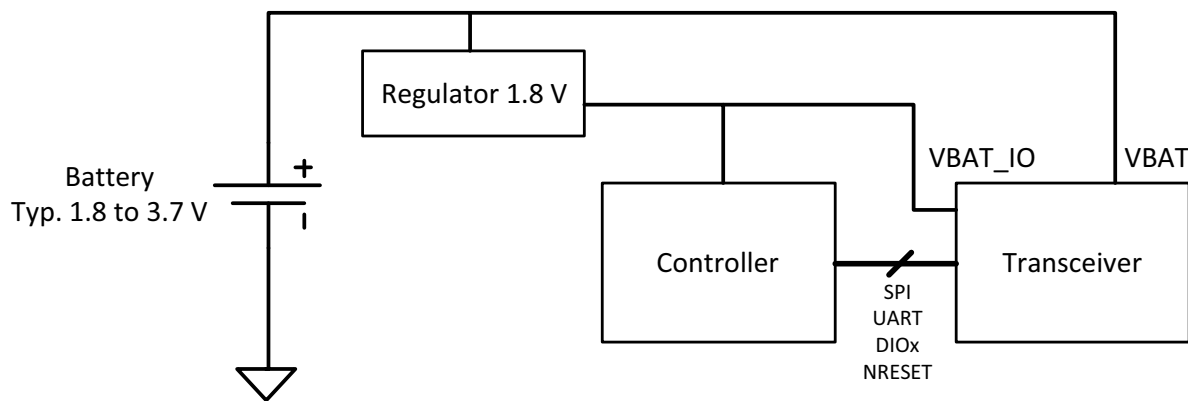 Regulator 1.8 V
VBAT_IO
VBAT
Battery
Typ. 1.8 to 3.7 V
+
-
Controller
Transceiver
SPI
UART
DIOx
NRESET